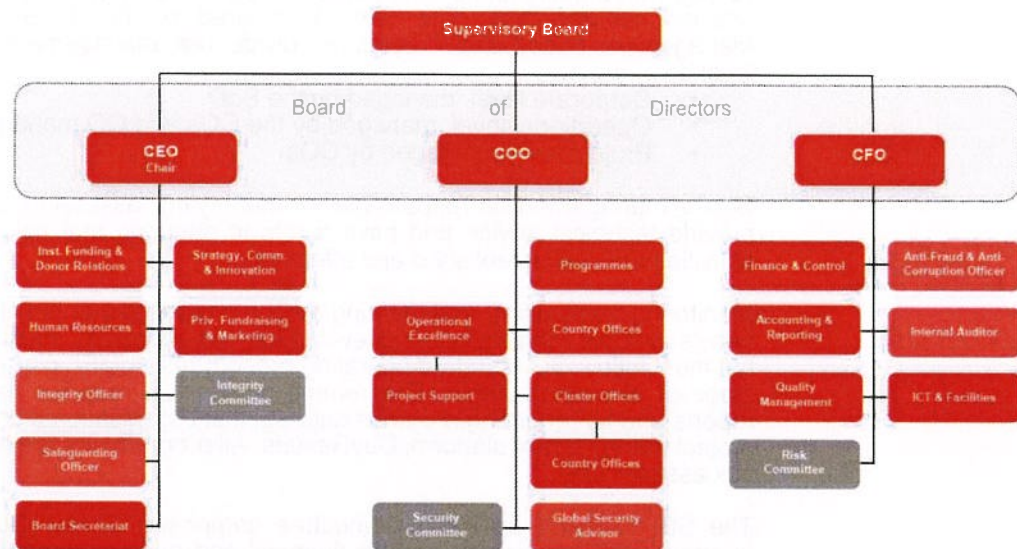 Supervisory Board
Board of Directors
CEO
Chair
COO
CFO
Inst. Funding &
Donor Relations
Strategy, Comm.
& Innovation
Programmes
Finance & Control
Anti-Fraud & Anti-
Corruption Officer
Human Resources
Priv. Fundraising
& Marketing
Operational
Excellence
Country Offices
Accounting &
Reporting
Internal Auditor
Integrity Officer
Integrity
Committee
Project Support
Cluster Offices
Quality
Management
ICT & Facilities
Safeguarding
Officer
Country Offices
Risk
Committee
Board Secretariat
Security
Committee
Global Security
Advisor